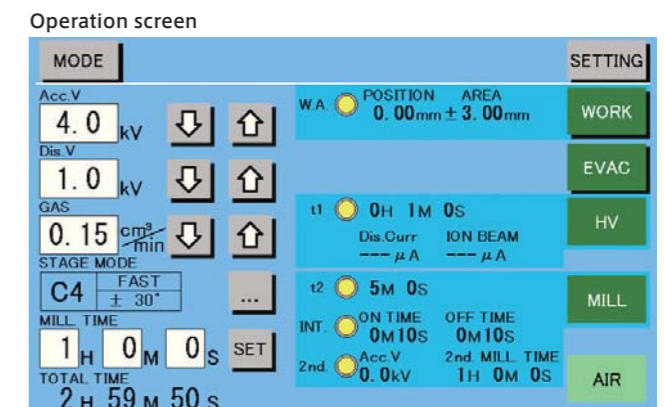 Operation screen
MODE
SETTING
Acc.V
4.0 kV
Dis.V
1.0 kV
GAS
0.15 cm³/min
STAGE MODE
C4 FAST
± 30°
...
MILL. TIME
1 H 0 M 0 S SET
TOTAL TIME
2 H 59 M 50 S
W.A. POSITION AREA
0.00mm ± 3.00mm
t1 0H 1M 0S
Dis.Curr ION BEAM
--- μA --- μA
t2 5M 0S
INT. ON TIME OFF TIME
0M10S 0M10S
2nd. Acc.V 2nd. MILL. TIME
0.0kV 1H 0M 0S
WORK
EVAC
HV
MILL
AIR